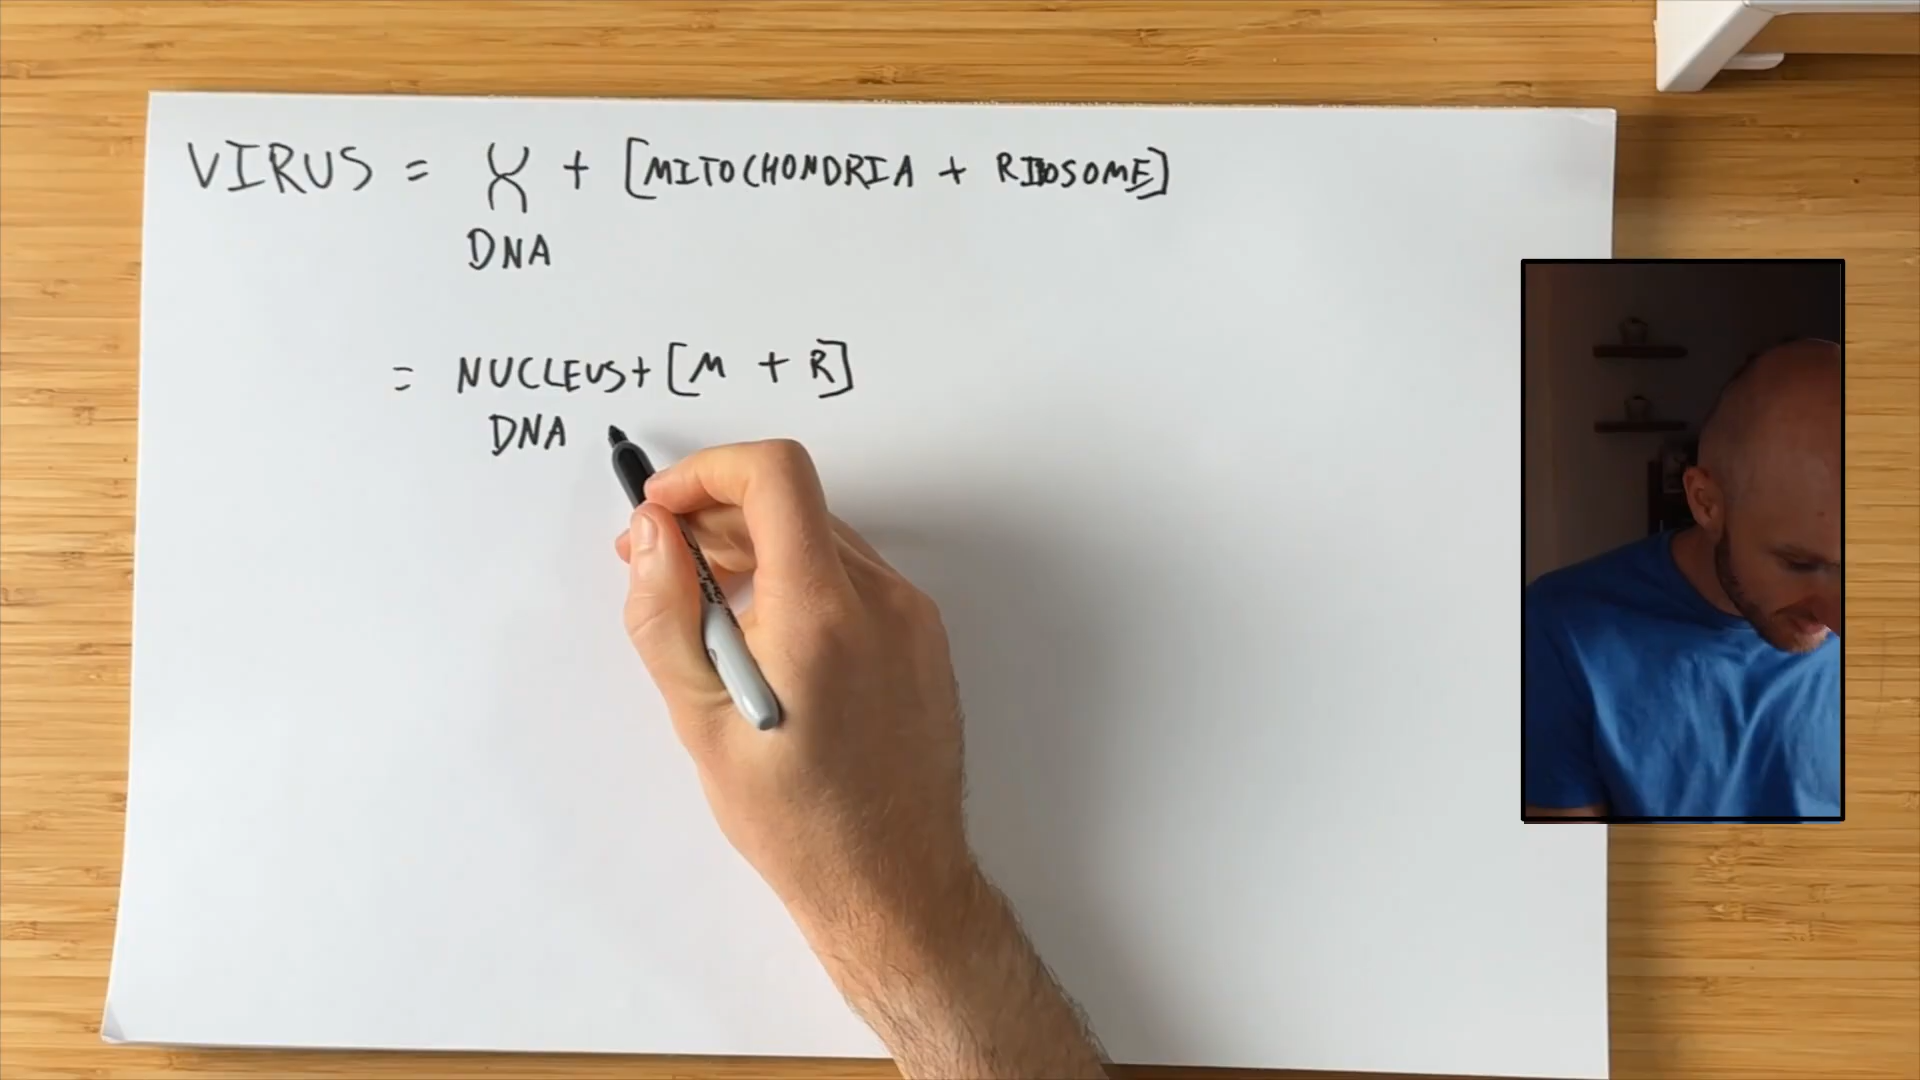 VIRUS = X + [MITOCHONDRIA + RIBOSOME]
DNA
= NUCLEUS + [M + R]
DNA